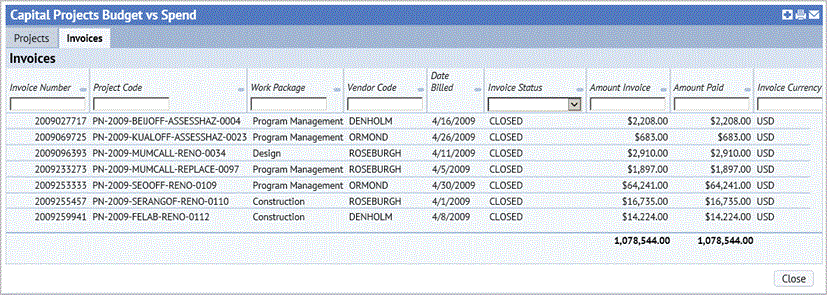 Capital Projects Budget vs Spend
Projects Invoices
Invoices
Invoice Number Project Code Work Package Vendor Code Date Billed Invoice Status Amount Invoice Amount Paid Invoice Currency
2009027717 PN-2009-BEIJOFF-ASSESSHAZ-0004 Program Management DENHOLM 4/16/2009 CLOSED $2,208.00 $2,208.00 USD
2009069725 PN-2009-KUALOFF-ASSESSHAZ-0023 Program Management ORMOND 4/26/2009 CLOSED $683.00 $683.00 USD
2009096393 PN-2009-MUMCALL-RENO-0034 Design ROSEBURGH 4/11/2009 CLOSED $2,910.00 $2,910.00 USD
2009233273 PN-2009-MUMCALL-REPLACE-0097 Program Management ROSEBURGH 4/5/2009 CLOSED $1,897.00 $1,897.00 USD
2009253333 PN-2009-SEOOFF-RENO-0109 Program Management ORMOND 4/30/2009 CLOSED $64,241.00 $64,241.00 USD
2009255457 PN-2009-SERANGOF-RENO-0110 Construction ROSEBURGH 4/1/2009 CLOSED $16,735.00 $16,735.00 USD
2009259941 PN-2009-FELAB-RENO-0112 Construction DENHOLM 4/8/2009 CLOSED $14,224.00 $14,224.00 USD
1,078,544.00 1,078,544.00
Close